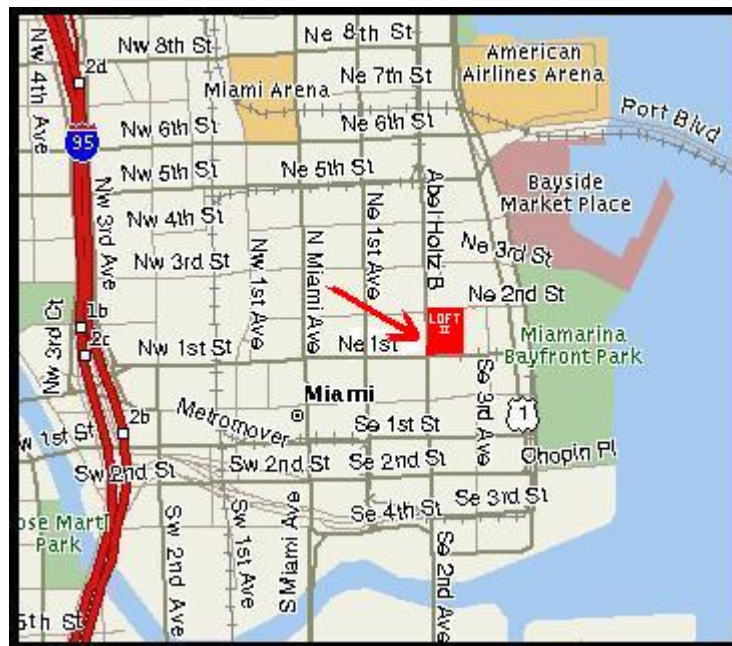 Nw 8th St
Ne 8th St
American
Airlines Arena
Nw 4th Ave
2d
Miami Arena
Ne 7th St
Port Blvd
95
Nw 6th St
Ne 6th St
Nw 5th St
Ne 5th St
Nw 3rd Ave
Abel Holtz B
Bayside
Market Place
Nw 4th St
Ne 1st Ave
Ne 3rd St
Nw 3rd St
Nw 1st Ave
N Miami Ave
Ne 2nd St
1b
2c
Nw 3rd Ct
LOFT
II
Nw 1st St
Ne 1st
Miamarina
Bayfront Park
Miami
Se 3rd Ave
1
2b
Metromover
Sw 1st St
Se 1st St
Chopin Pl
Sw 2nd St
Sw 2nd St
Se 2nd St
Se 3rd St
ose Marti
Park
Se 4th St
Sw 2nd Ave
Sw 1st Ave
S Miami Ave
Se 2nd Ave
5th St